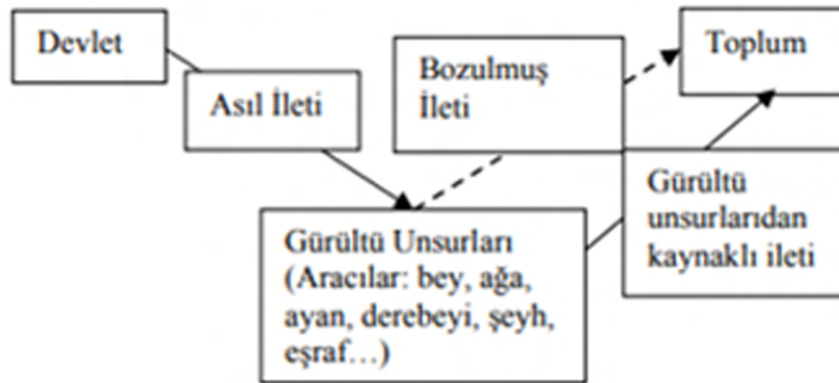 Devlet
Asıl İleti
Bozulmuş
İleti
Toplum
Gürültü Unsurları
(Aracılar: bey, ağa,
ayan, derebeyi, şeyh,
eşraf…)
Gürültü
unsurlarıdan
kaynaklı ileti